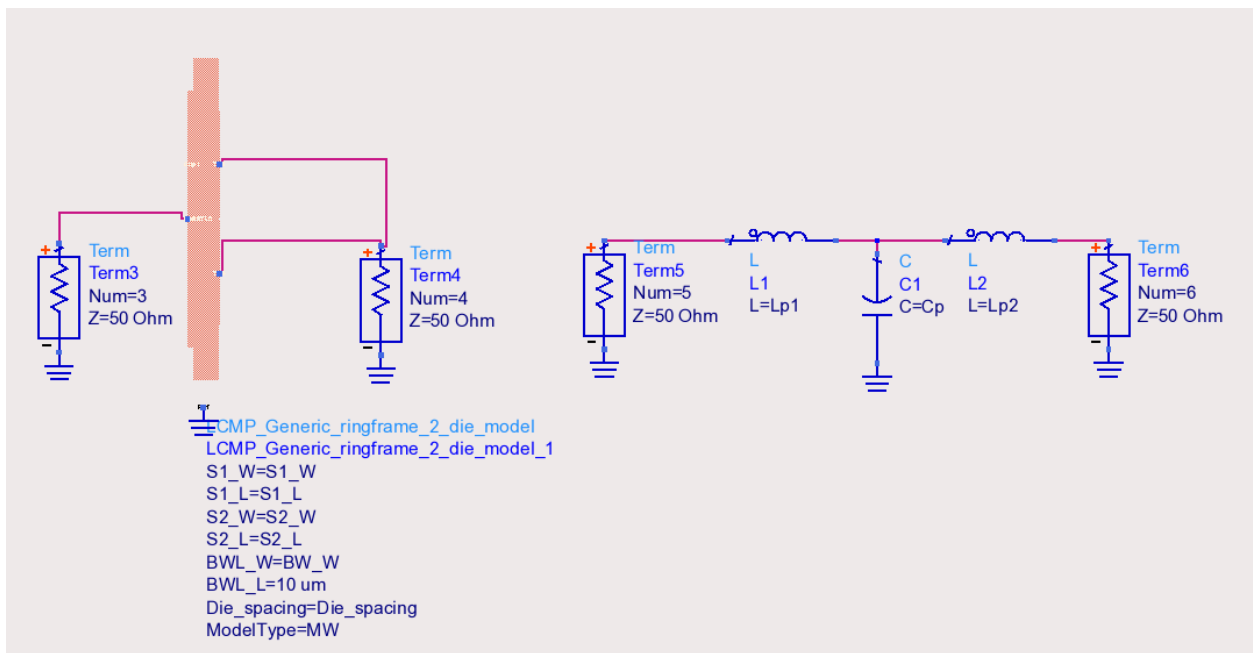 +
Term
Term3
Num=3
Z=50 Ohm
-
+
Term
Term4
Num=4
Z=50 Ohm
-
Ref
LCMP_Generic_ringframe_2_die_model
LCMP_Generic_ringframe_2_die_model_1
S1_W=S1_W
S1_L=S1_L
S2_W=S2_W
S2_L=S2_L
BWL_W=BW_W
BWL_L=10 um
Die_spacing=Die_spacing
ModelType=MW
+
Term
Term5
Num=5
Z=50 Ohm
-
L
L1
L=Lp1
C
C1
C=Cp
L
L2
L=Lp2
+
Term
Term6
Num=6
Z=50 Ohm
-